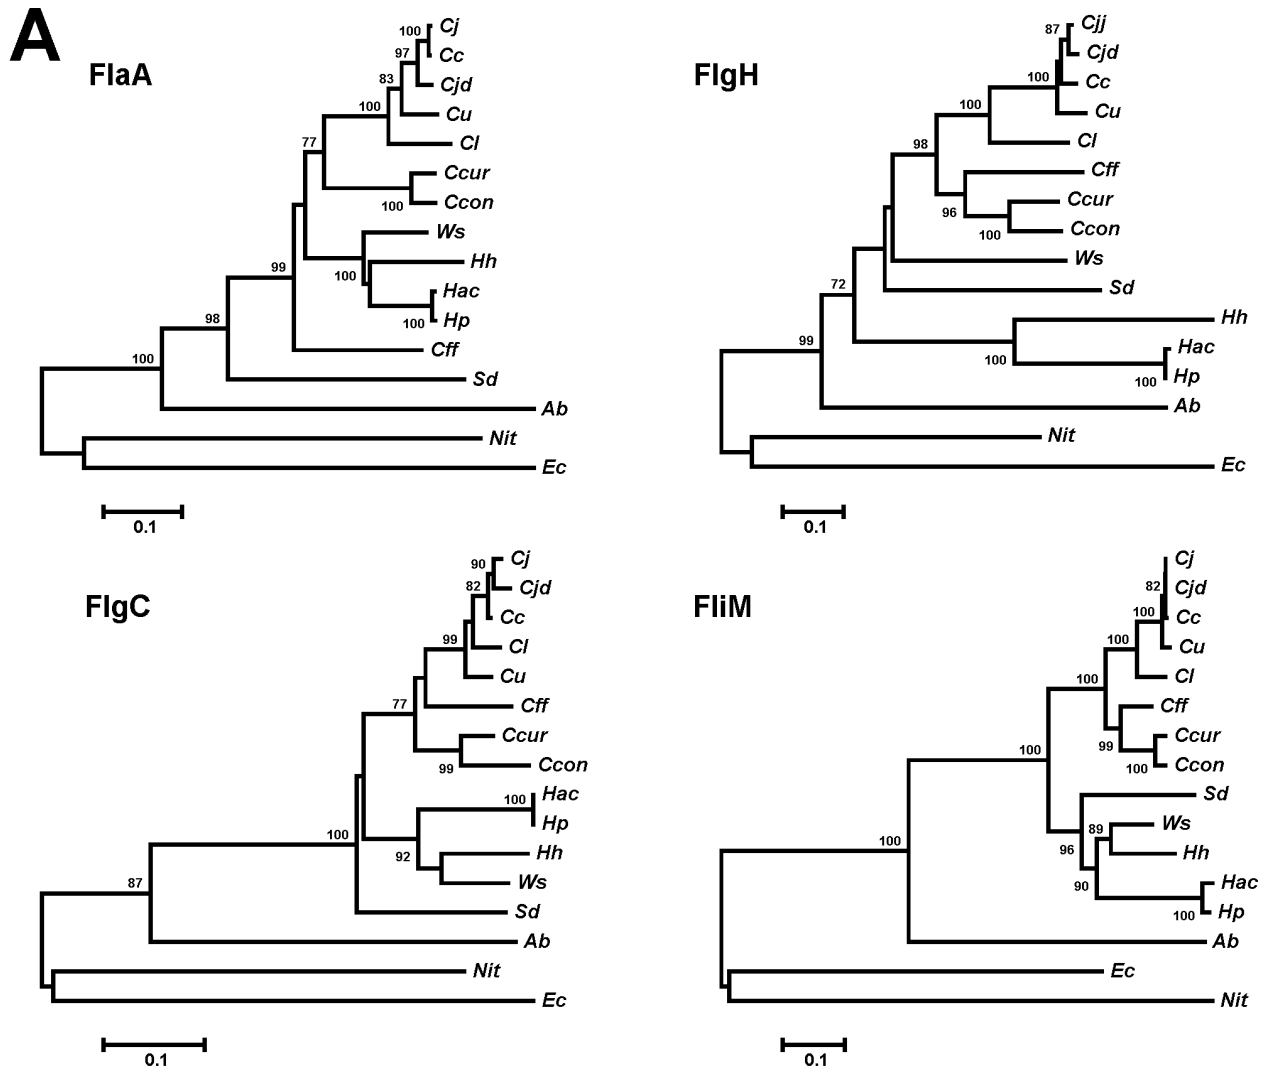 A
FlaA
100
Cj
Cc
97
Cjd
83
Cu
100
Cl
77
Ccur
100
Ccon
Ws
Hh
99
100
Hac
100
Hp
98
Cff
100
Sd
Ab
Nit
Ec
0.1
FlgH
87
Cjj
Cjd
100
Cc
100
Cu
98
Cl
Cff
96
Ccur
100
Ccon
Ws
72
Sd
99
Hh
100
Hac
100
Hp
Ab
Nit
Ec
0.1
FlgC
90
Cj
82
Cjd
Cc
99
Cl
Cu
77
Cff
Ccur
99
Ccon
100
Hac
Hp
100
92
Hh
Ws
87
Sd
Ab
Nit
Ec
0.1
FliM
Cj
82
Cjd
100
Cc
100
Cu
100
Cl
Cff
99
Ccur
100
100
Ccon
Sd
89
Ws
96
Hh
100
90
Hac
100
Hp
Ab
Ec
Nit
0.1